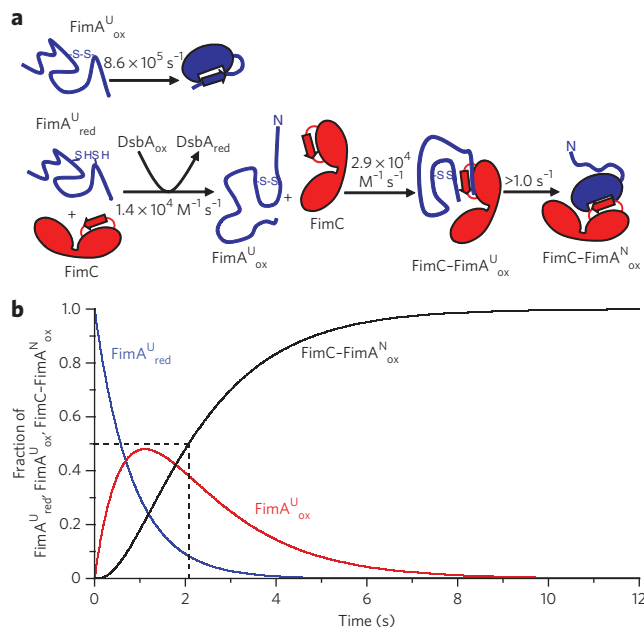 a
FimA^U_ox
-S-S-
8.6 × 10^5 s^-1
FimA^U_red
SHSH
DsbA_ox DsbA_red
1.4 × 10^4 M^-1 s^-1
+
FimC
N
-S-S-
FimA^U_ox
+
FimC
2.9 × 10^4
M^-1 s^-1
-S S-
FimC–FimA^U_ox
>1.0 s^-1
N
FimC–FimA^N_ox
b
Fraction of
FimA^U_red, FimA^U_ox, FimC–FimA^N_ox
1.0
0.8
0.6
0.4
0.2
0
FimA^U_red
FimC–FimA^N_ox
FimA^U_ox
0 2 4 6 8 10 12
Time (s)